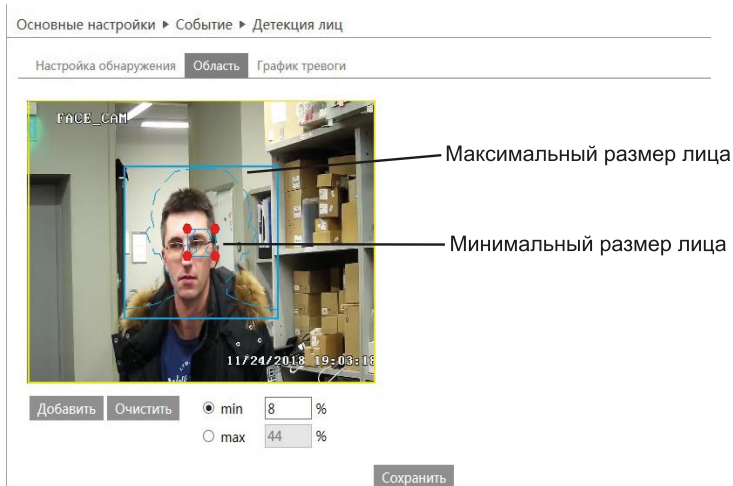 Основные настройки ▶ Событие ▶ Детекция лиц
Настройка обнаружения Область График тревоги
FACE_CAM
Максимальный размер лица
Минимальный размер лица
11/24/2018 19:03:18
Добавить Очистить min 8 %
max 44 %
Сохранить